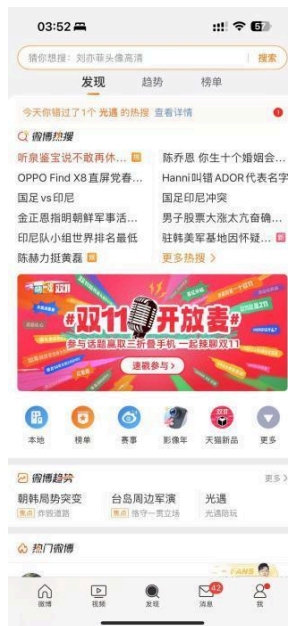 03:52
67
猜你想搜：刘亦菲头像高清
搜索
发现
趋势
榜单
今天你错过了1个 光遇 的热搜 查看详情
微博热搜
听泉鉴宝说不敢再休...
陈乔恩 你生十个婚姻会...
OPPO Find X8直屏党春...
Hanni叫错ADOR代表名字
国足vs印尼
国足印尼冲突
金正恩指明朝鲜军事活...
男子股票大涨太亢奋确...
印尼队小组世界排名最低
驻韩美军基地因怀疑...
陈赫力挺黄磊
更多热搜
#双11开放麦#
参与话题赢取三折叠手机 一起辣聊双11
速戳参与
本地
榜单
赛事
影像年
天猫新品
更多
微博趋势
更多
朝韩局势突变
台岛周边军演
光遇
焦点 炸毁道路
焦点 恪守一贯立场
光遇陪玩
热门微博
FANS
微博
视频
发现
消息
42
我